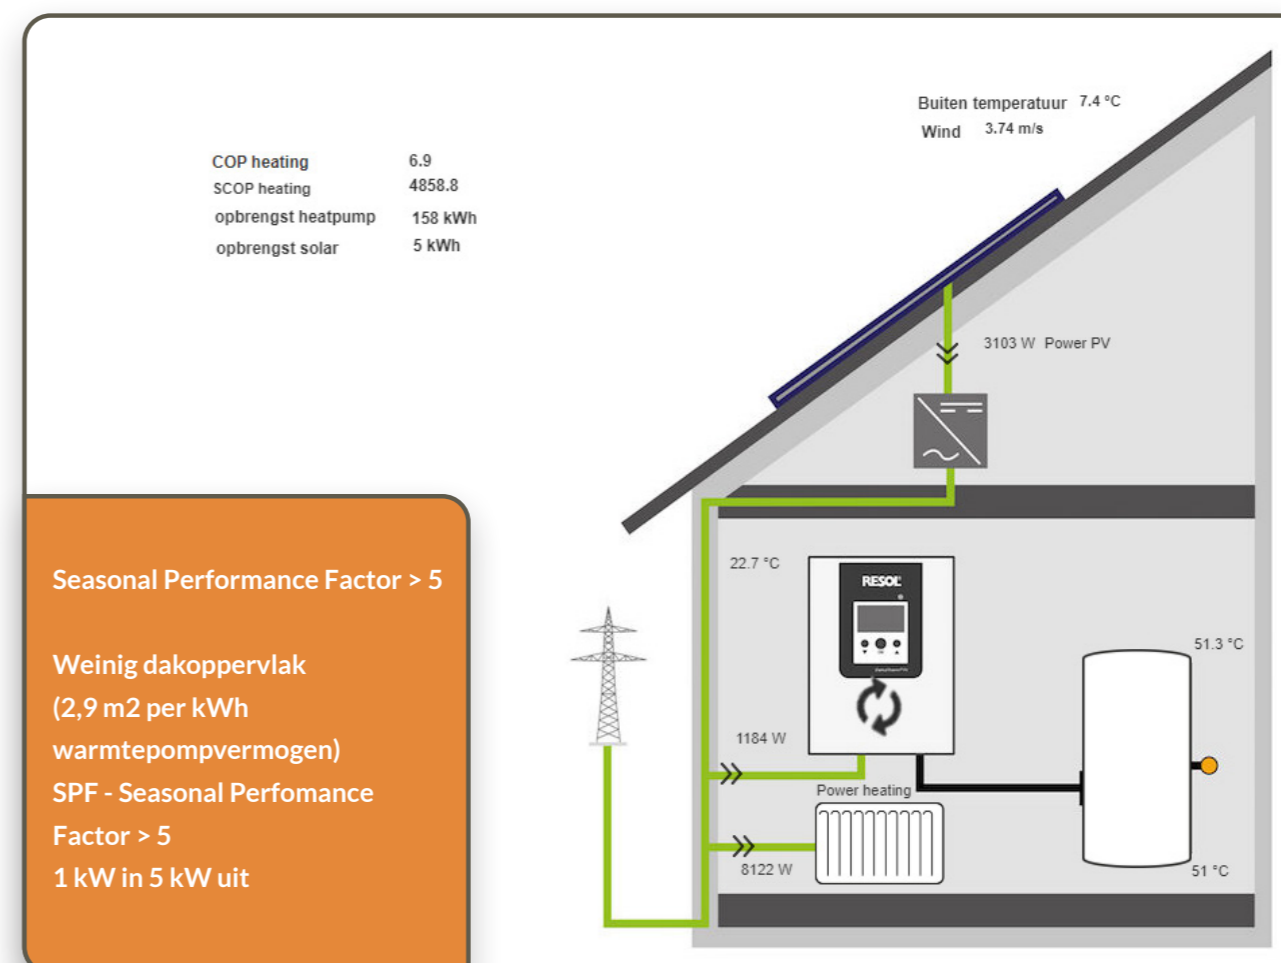 Buiten temperatuur 7.4 °C
Wind 3.74 m/s
COP heating 6.9
SCOP heating 4858.8
opbrengst heatpump 158 kWh
opbrengst solar 5 kWh
3103 W Power PV
22.7 °C
RESOL
51.3 °C
1184 W
Power heating
8122 W
51 °C
Seasonal Performance Factor > 5
Weinig dakoppervlak
(2,9 m2 per kWh
warmtepompvermogen)
SPF - Seasonal Perfomance
Factor > 5
1 kW in 5 kW uit